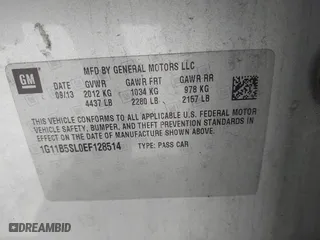 GM
MFD BY GENERAL MOTORS LLC
DATE GVWR GAWR FRT GAWR RR
09/13 2012 KG 1034 KG 978 KG
4437 LB 2280 LB 2157 LB
THIS VEHICLE CONFORMS TO ALL APPLICABLE U.S. FEDERAL MOTOR
VEHICLE SAFETY, BUMPER, AND THEFT PREVENTION STANDARDS IN
EFFECT ON THE DATE OF MANUFACTURE SHOWN ABOVE.
1G11B5SL0EF128514
TYPE: PASS CAR
AUTOBIDMASTER